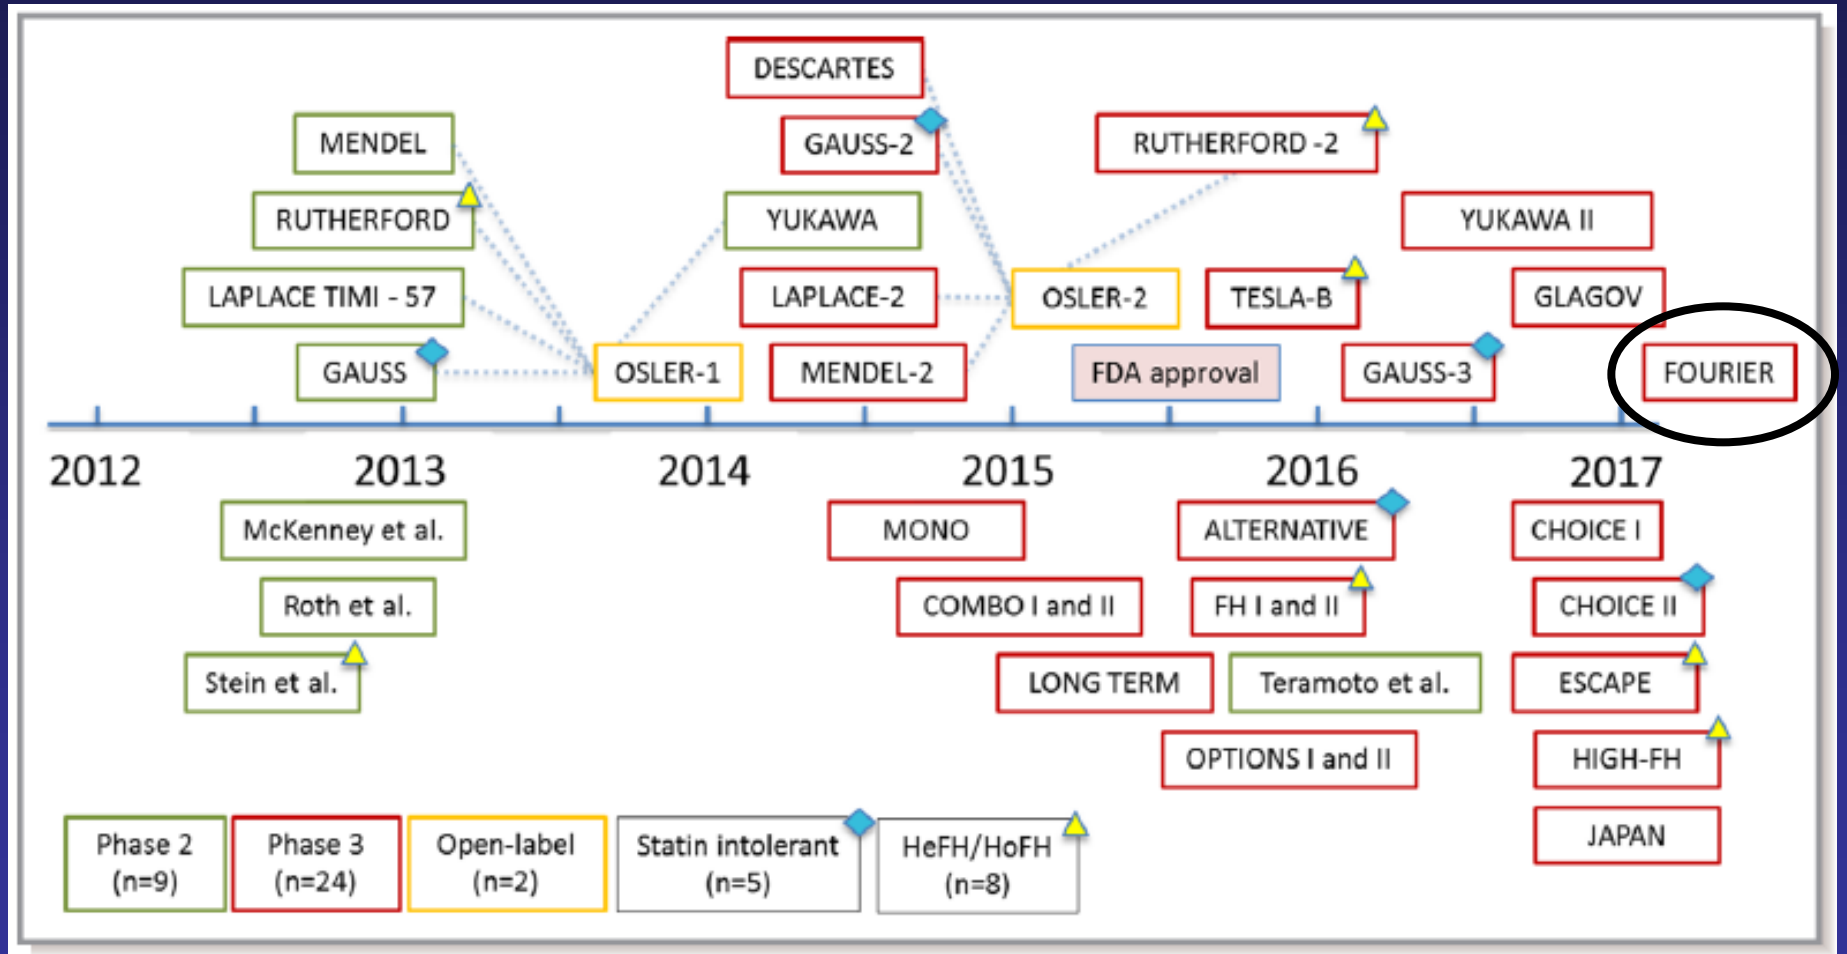 DESCARTES
MENDEL
GAUSS-2
RUTHERFORD -2
RUTHERFORD
YUKAWA
YUKAWA II
LAPLACE TIMI - 57
LAPLACE-2
OSLER-2
TESLA-B
GLAGOV
GAUSS
OSLER-1
MENDEL-2
FDA approval
GAUSS-3
FOURIER
2012
2013
2014
2015
2016
2017
McKenney et al.
MONO
ALTERNATIVE
CHOICE I
Roth et al.
COMBO I and II
FH I and II
CHOICE II
Stein et al.
LONG TERM
Teramoto et al.
ESCAPE
OPTIONS I and II
HIGH-FH
JAPAN
Phase 2
(n=9)
Phase 3
(n=24)
Open-label
(n=2)
Statin intolerant
(n=5)
HeFH/HoFH
(n=8)